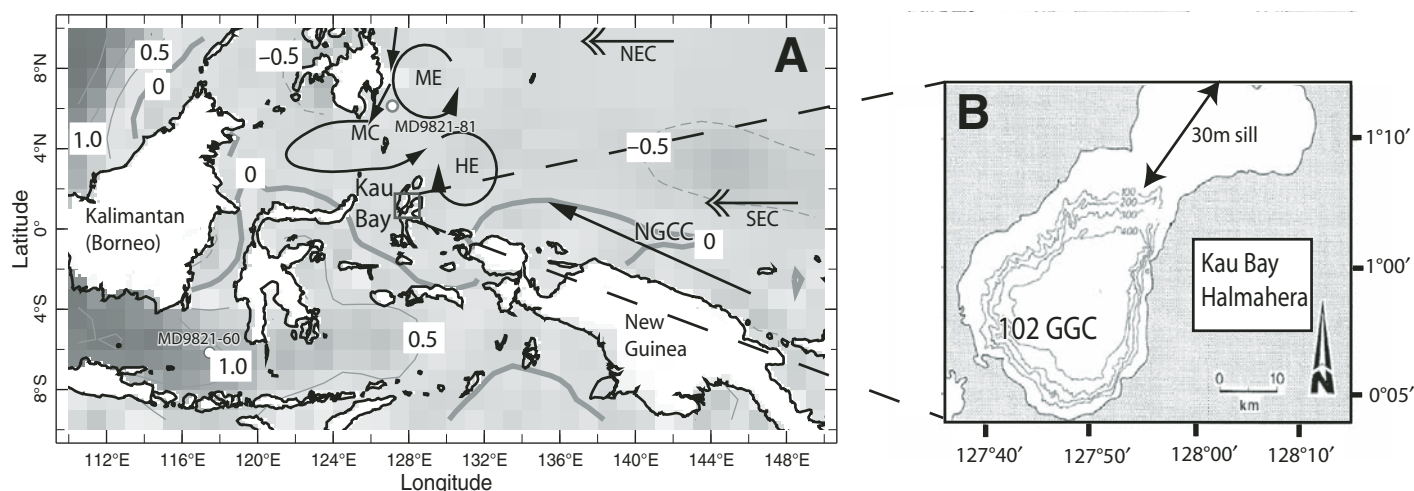 A
8°N
4°N
0°
4°S
8°S
Latitude
112°E
116°E
120°E
124°E
128°E
132°E
136°E
140°E
144°E
148°E
Longitude
0.5
0
1.0
–0.5
NEC
ME
MD9821-81
MC
HE
–0.5
0
Kau
Bay
SEC
NGCC
0
Kalimantan
(Borneo)
MD9821-60
1.0
0.5
New
Guinea
B
30m sill
100
200
300
400
102 GGC
Kau Bay
Halmahera
0
10
km
N
1°10′
1°00′
0°05′
127°40′
127°50′
128°00′
128°10′